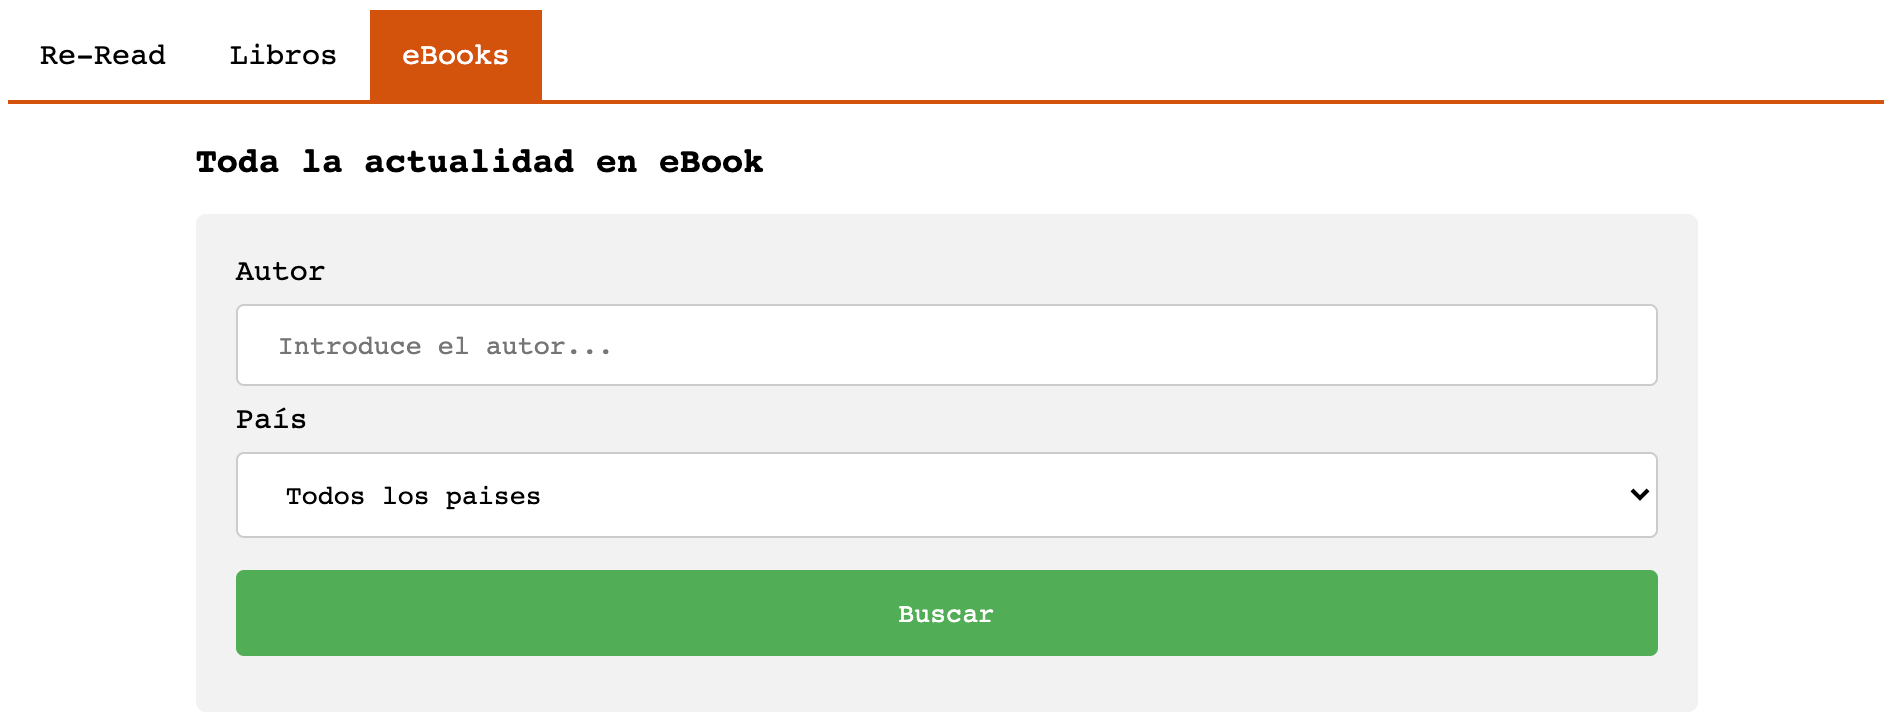 Re-Read Libros eBooks
Toda la actualidad en eBook
Autor
Introduce el autor...
País
Todos los paises
Buscar